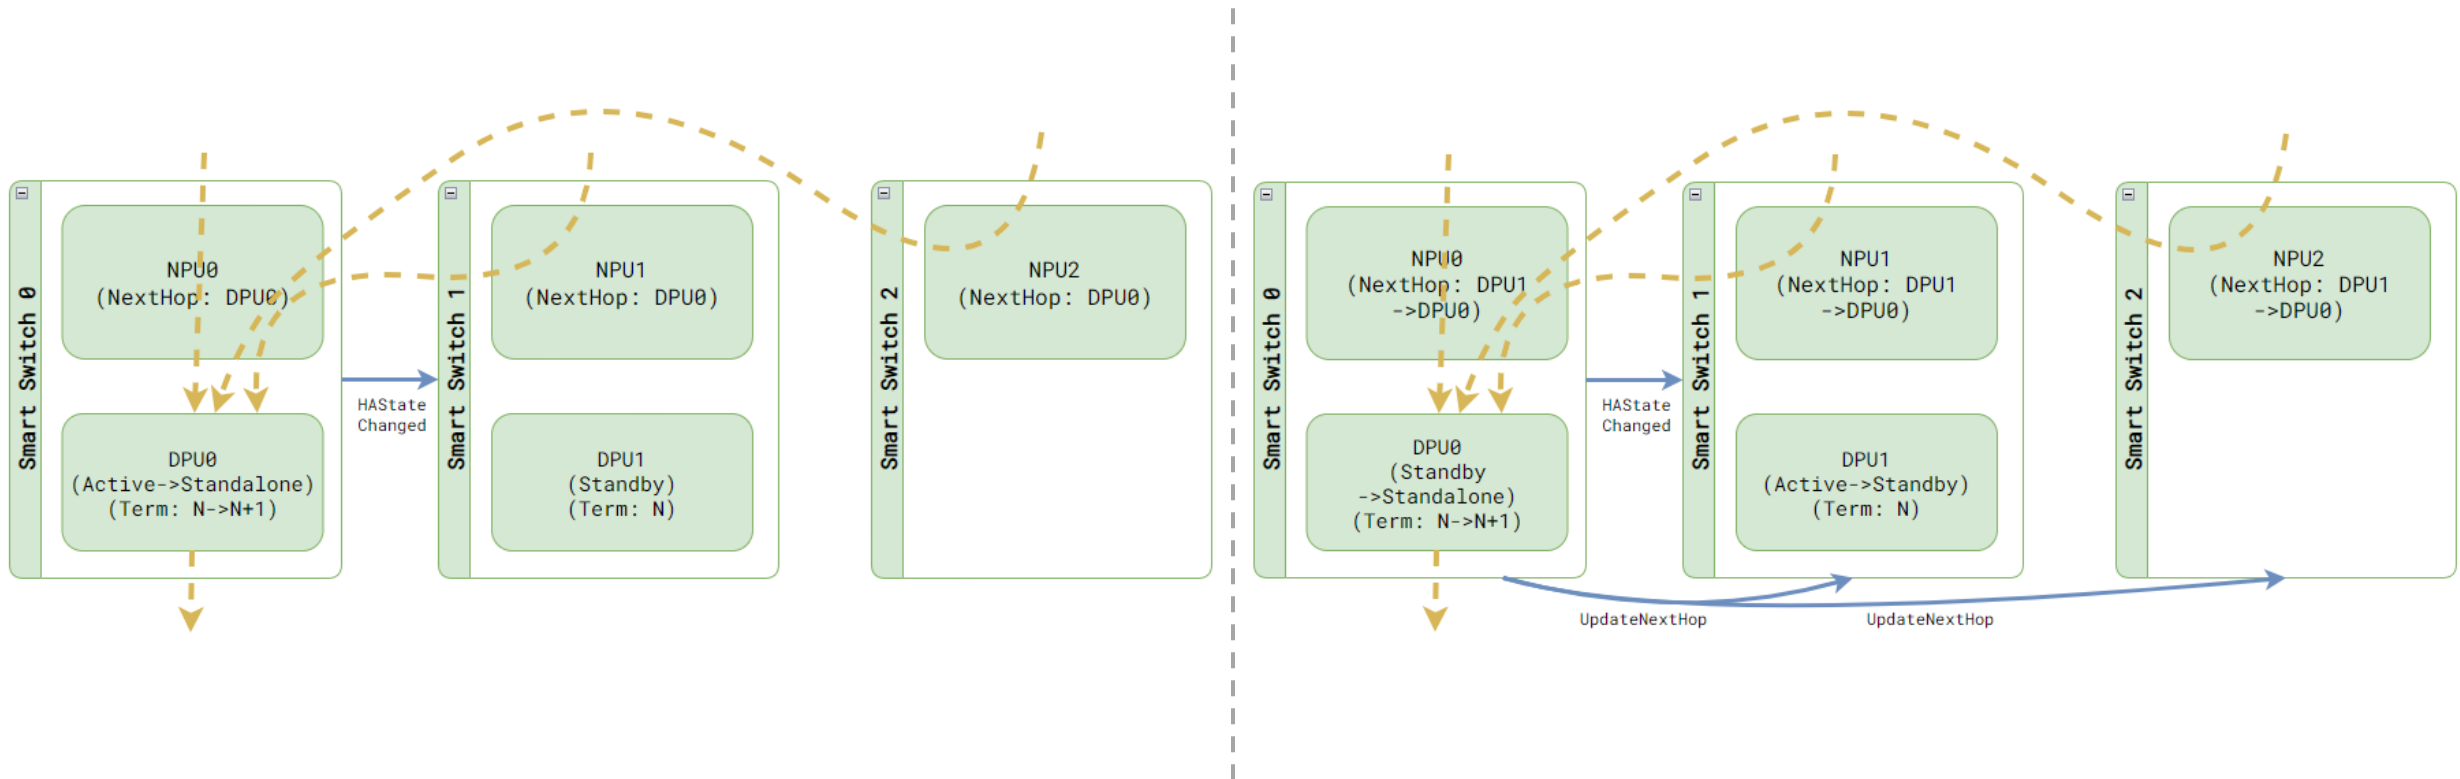 Smart Switch 0
NPU0
(NextHop: DPU0)
DPU0
(Active->Standalone)
(Term: N->N+1)
HAState
Changed
Smart Switch 1
NPU1
(NextHop: DPU0)
DPU1
(Standby)
(Term: N)
Smart Switch 2
NPU2
(NextHop: DPU0)
Smart Switch 0
NPU0
(NextHop: DPU1
->DPU0)
DPU0
(Standby
->Standalone)
(Term: N->N+1)
HAState
Changed
Smart Switch 1
NPU1
(NextHop: DPU1
->DPU0)
DPU1
(Active->Standby)
(Term: N)
Smart Switch 2
NPU2
(NextHop: DPU1
->DPU0)
UpdateNextHop
UpdateNextHop